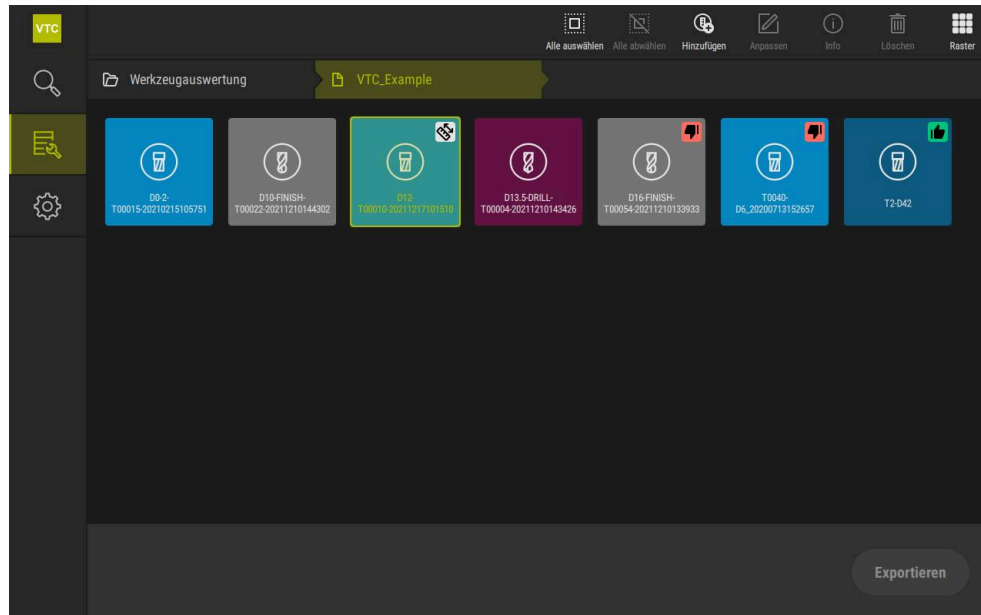 VTC
Alle auswählen
Alle abwählen
Hinzufügen
Anpassen
Info
Löschen
Raster
Werkzeugauswertung
VTC_Example
D0-2-
T00015-20210215105751
D10-FINISH-
T00022-20211210144302
D12-
T00010-20211217101510
D13.5-DRILL-
T00004-20211210143426
D16-FINISH-
T00054-20211210133933
T0040-
D6_20200713152657
T2-D42
Exportieren